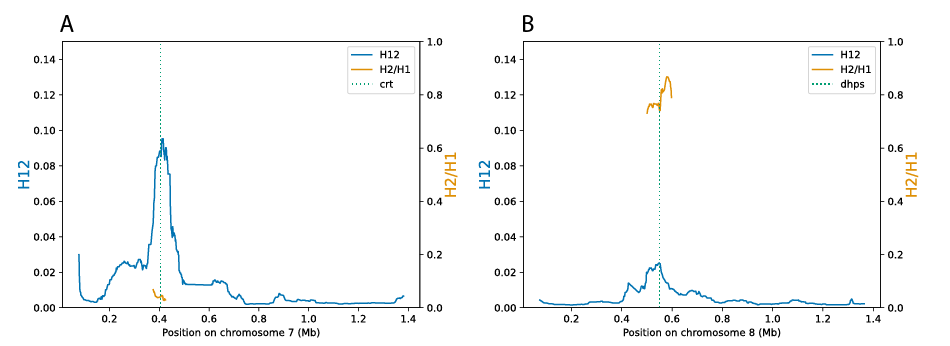 A
H12
H2/H1
crt
0.14
0.12
0.10
0.08
0.06
0.04
0.02
0.00
H12
1.0
0.8
0.6
0.4
0.2
0.0
H2/H1
0.2 0.4 0.6 0.8 1.0 1.2 1.4
Position on chromosome 7 (Mb)
B
H12
H2/H1
dhps
0.14
0.12
0.10
0.08
0.06
0.04
0.02
0.00
H12
1.0
0.8
0.6
0.4
0.2
0.0
H2/H1
0.2 0.4 0.6 0.8 1.0 1.2 1.4
Position on chromosome 8 (Mb)